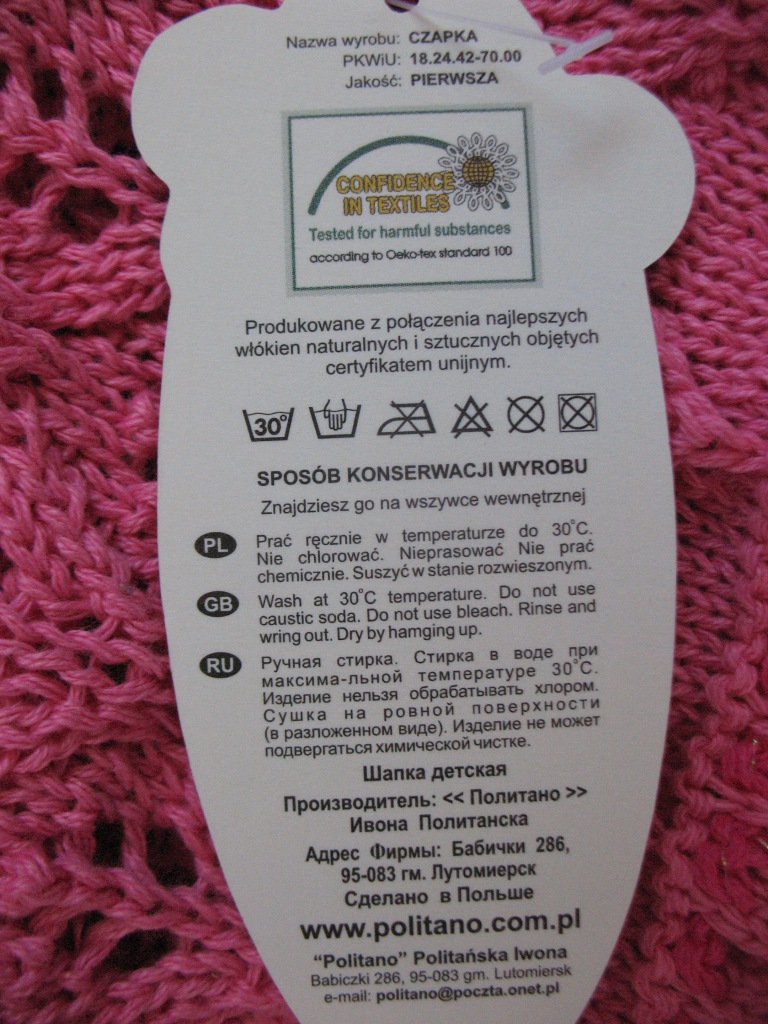 Nazwa wyrobu: CZAPKA
PKWiU: 18.24.42-70.00
Jakość: PIERWSZA
CONFIDENCE
IN TEXTILES
Tested for harmful substances
according to Oeko-tex standard 100
Produkowane z połączenia najlepszych
włókien naturalnych i sztucznych objętych
certyfikatem unijnym.
30°
SPOSÓB KONSERWACJI WYROBU
Znajdziesz go na wszywce wewnętrznej
PL Prać ręcznie w temperaturze do 30°C.
Nie chlorować. Nieprasować Nie prać
chemicznie. Suszyć w stanie rozwieszonym.
GB Wash at 30°C temperature. Do not use
caustic soda. Do not use bleach. Rinse and
wring out. Dry by hamging up.
RU Ручная стирка. Стирка в воде при
максима-льной температуре 30°C.
Изделие нельзя обрабатывать хлором.
Сушка на ровной поверхности
(в разложенном виде). Изделие не может
подвергаться химической чистке.
Шапка детская
Производитель: << Политано >>
Ивона Политанска
Адрес Фирмы: Бабички 286,
95-083 гм. Лутомиерск
Сделано в Польше
www.politano.com.pl
“Politano” Politańska Iwona
Babiczki 286, 95-083 gm. Lutomiersk
e-mail: politano@poczta.onet.pl